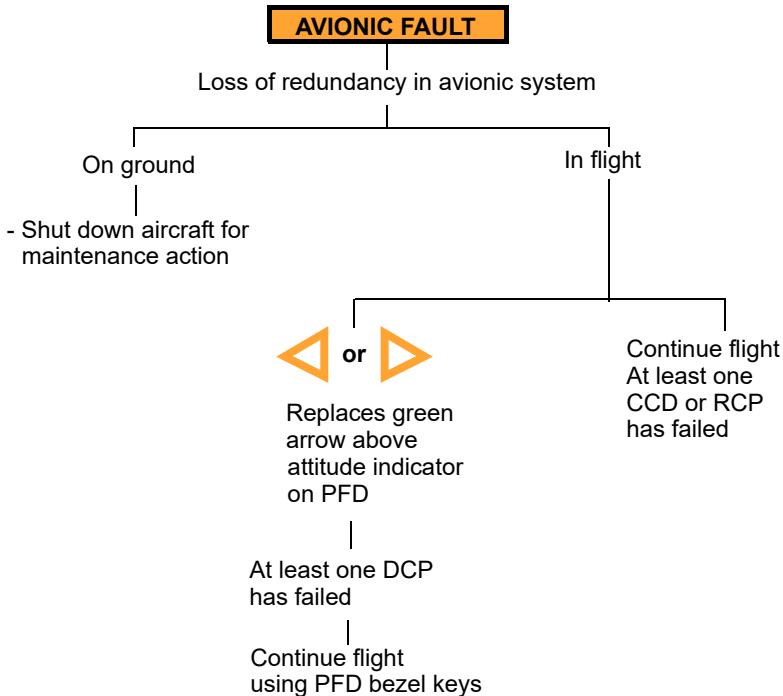 AVIONIC FAULT
Loss of redundancy in avionic system
On ground
- Shut down aircraft for
maintenance action
In flight
or
Replaces green
arrow above
attitude indicator
on PFD
At least one DCP
has failed
Continue flight
using PFD bezel keys
Continue flight
At least one
CCD or RCP
has failed